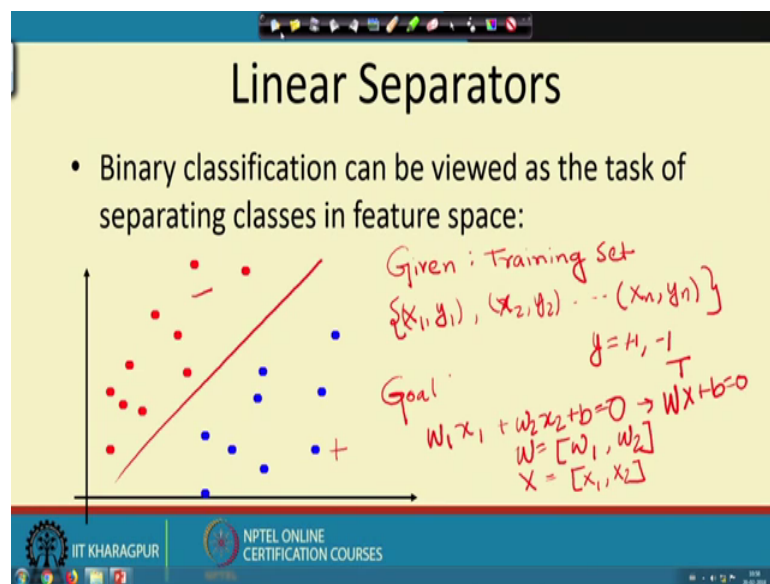 Linear Separators
• Binary classification can be viewed as the task of
separating classes in feature space:
Given : Training Set
{(x₁, y₁), (x₂, y₂) ... (xₙ, yₙ)}
y = +1, -1
Goal :
w₁x₁ + w₂x₂ + b = 0 → Wᵀx + b = 0
W = [w₁, w₂]
X = [x₁, x₂]
−
+
IIT KHARAGPUR
NPTEL ONLINE
CERTIFICATION COURSES